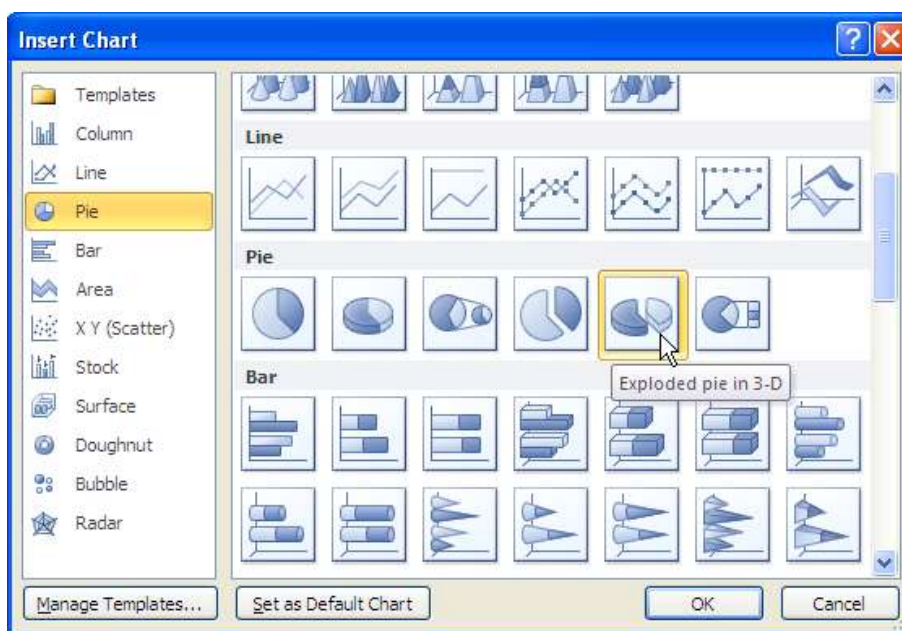 Insert Chart
Templates
Column
Line
Pie
Bar
Area
X Y (Scatter)
Stock
Surface
Doughnut
Bubble
Radar
Line
Pie
Exploded pie in 3-D
Bar
Manage Templates...
Set as Default Chart
OK
Cancel